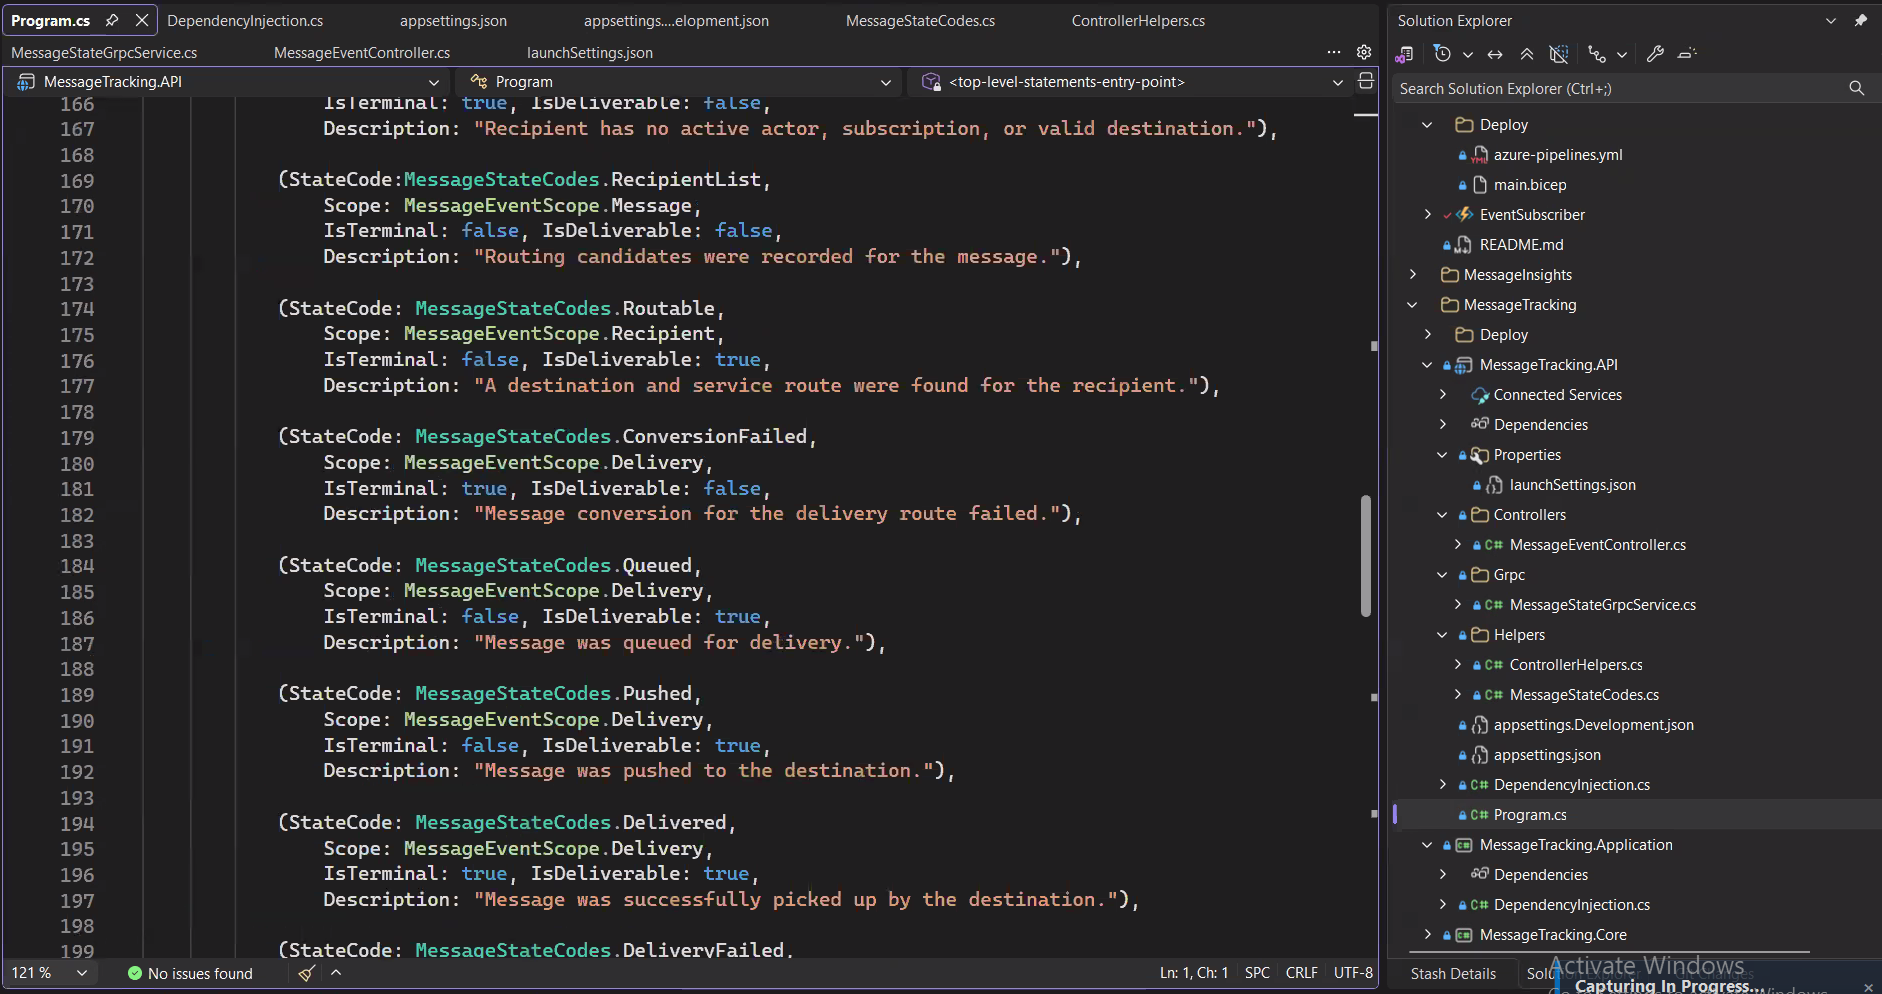 Program.cs
DependencyInjection.cs
appsettings.json
appsettings....elopment.json
MessageStateCodes.cs
ControllerHelpers.cs
MessageStateGrpcService.cs
MessageEventController.cs
launchSettings.json
MessageTracking.API
Program
<top-level-statements-entry-point>
166 IsTerminal: true, IsDeliverable: false,
167 Description: "Recipient has no active actor, subscription, or valid destination."),
168
169 (StateCode:MessageStateCodes.RecipientList,
170 Scope: MessageEventScope.Message,
171 IsTerminal: false, IsDeliverable: false,
172 Description: "Routing candidates were recorded for the message."),
173
174 (StateCode: MessageStateCodes.Routable,
175 Scope: MessageEventScope.Recipient,
176 IsTerminal: false, IsDeliverable: true,
177 Description: "A destination and service route were found for the recipient."),
178
179 (StateCode: MessageStateCodes.ConversionFailed,
180 Scope: MessageEventScope.Delivery,
181 IsTerminal: true, IsDeliverable: false,
182 Description: "Message conversion for the delivery route failed."),
183
184 (StateCode: MessageStateCodes.Queued,
185 Scope: MessageEventScope.Delivery,
186 IsTerminal: false, IsDeliverable: true,
187 Description: "Message was queued for delivery."),
188
189 (StateCode: MessageStateCodes.Pushed,
190 Scope: MessageEventScope.Delivery,
191 IsTerminal: false, IsDeliverable: true,
192 Description: "Message was pushed to the destination."),
193
194 (StateCode: MessageStateCodes.Delivered,
195 Scope: MessageEventScope.Delivery,
196 IsTerminal: true, IsDeliverable: true,
197 Description: "Message was successfully picked up by the destination."),
198
199 (StateCode: MessageStateCodes.DeliveryFailed,
121 %
No issues found
Ln: 1, Ch: 1
SPC
CRLF
UTF-8
Solution Explorer
Search Solution Explorer (Ctrl+;)
Deploy
azure-pipelines.yml
main.bicep
EventSubscriber
README.md
MessageInsights
MessageTracking
Deploy
MessageTracking.API
Connected Services
Dependencies
Properties
launchSettings.json
Controllers
C# MessageEventController.cs
Grpc
C# MessageStateGrpcService.cs
Helpers
C# ControllerHelpers.cs
C# MessageStateCodes.cs
appsettings.Development.json
appsettings.json
C# DependencyInjection.cs
C# Program.cs
MessageTracking.Application
Dependencies
C# DependencyInjection.cs
MessageTracking.Core
Stash Details
Activate Windows
Capturing In Progress...